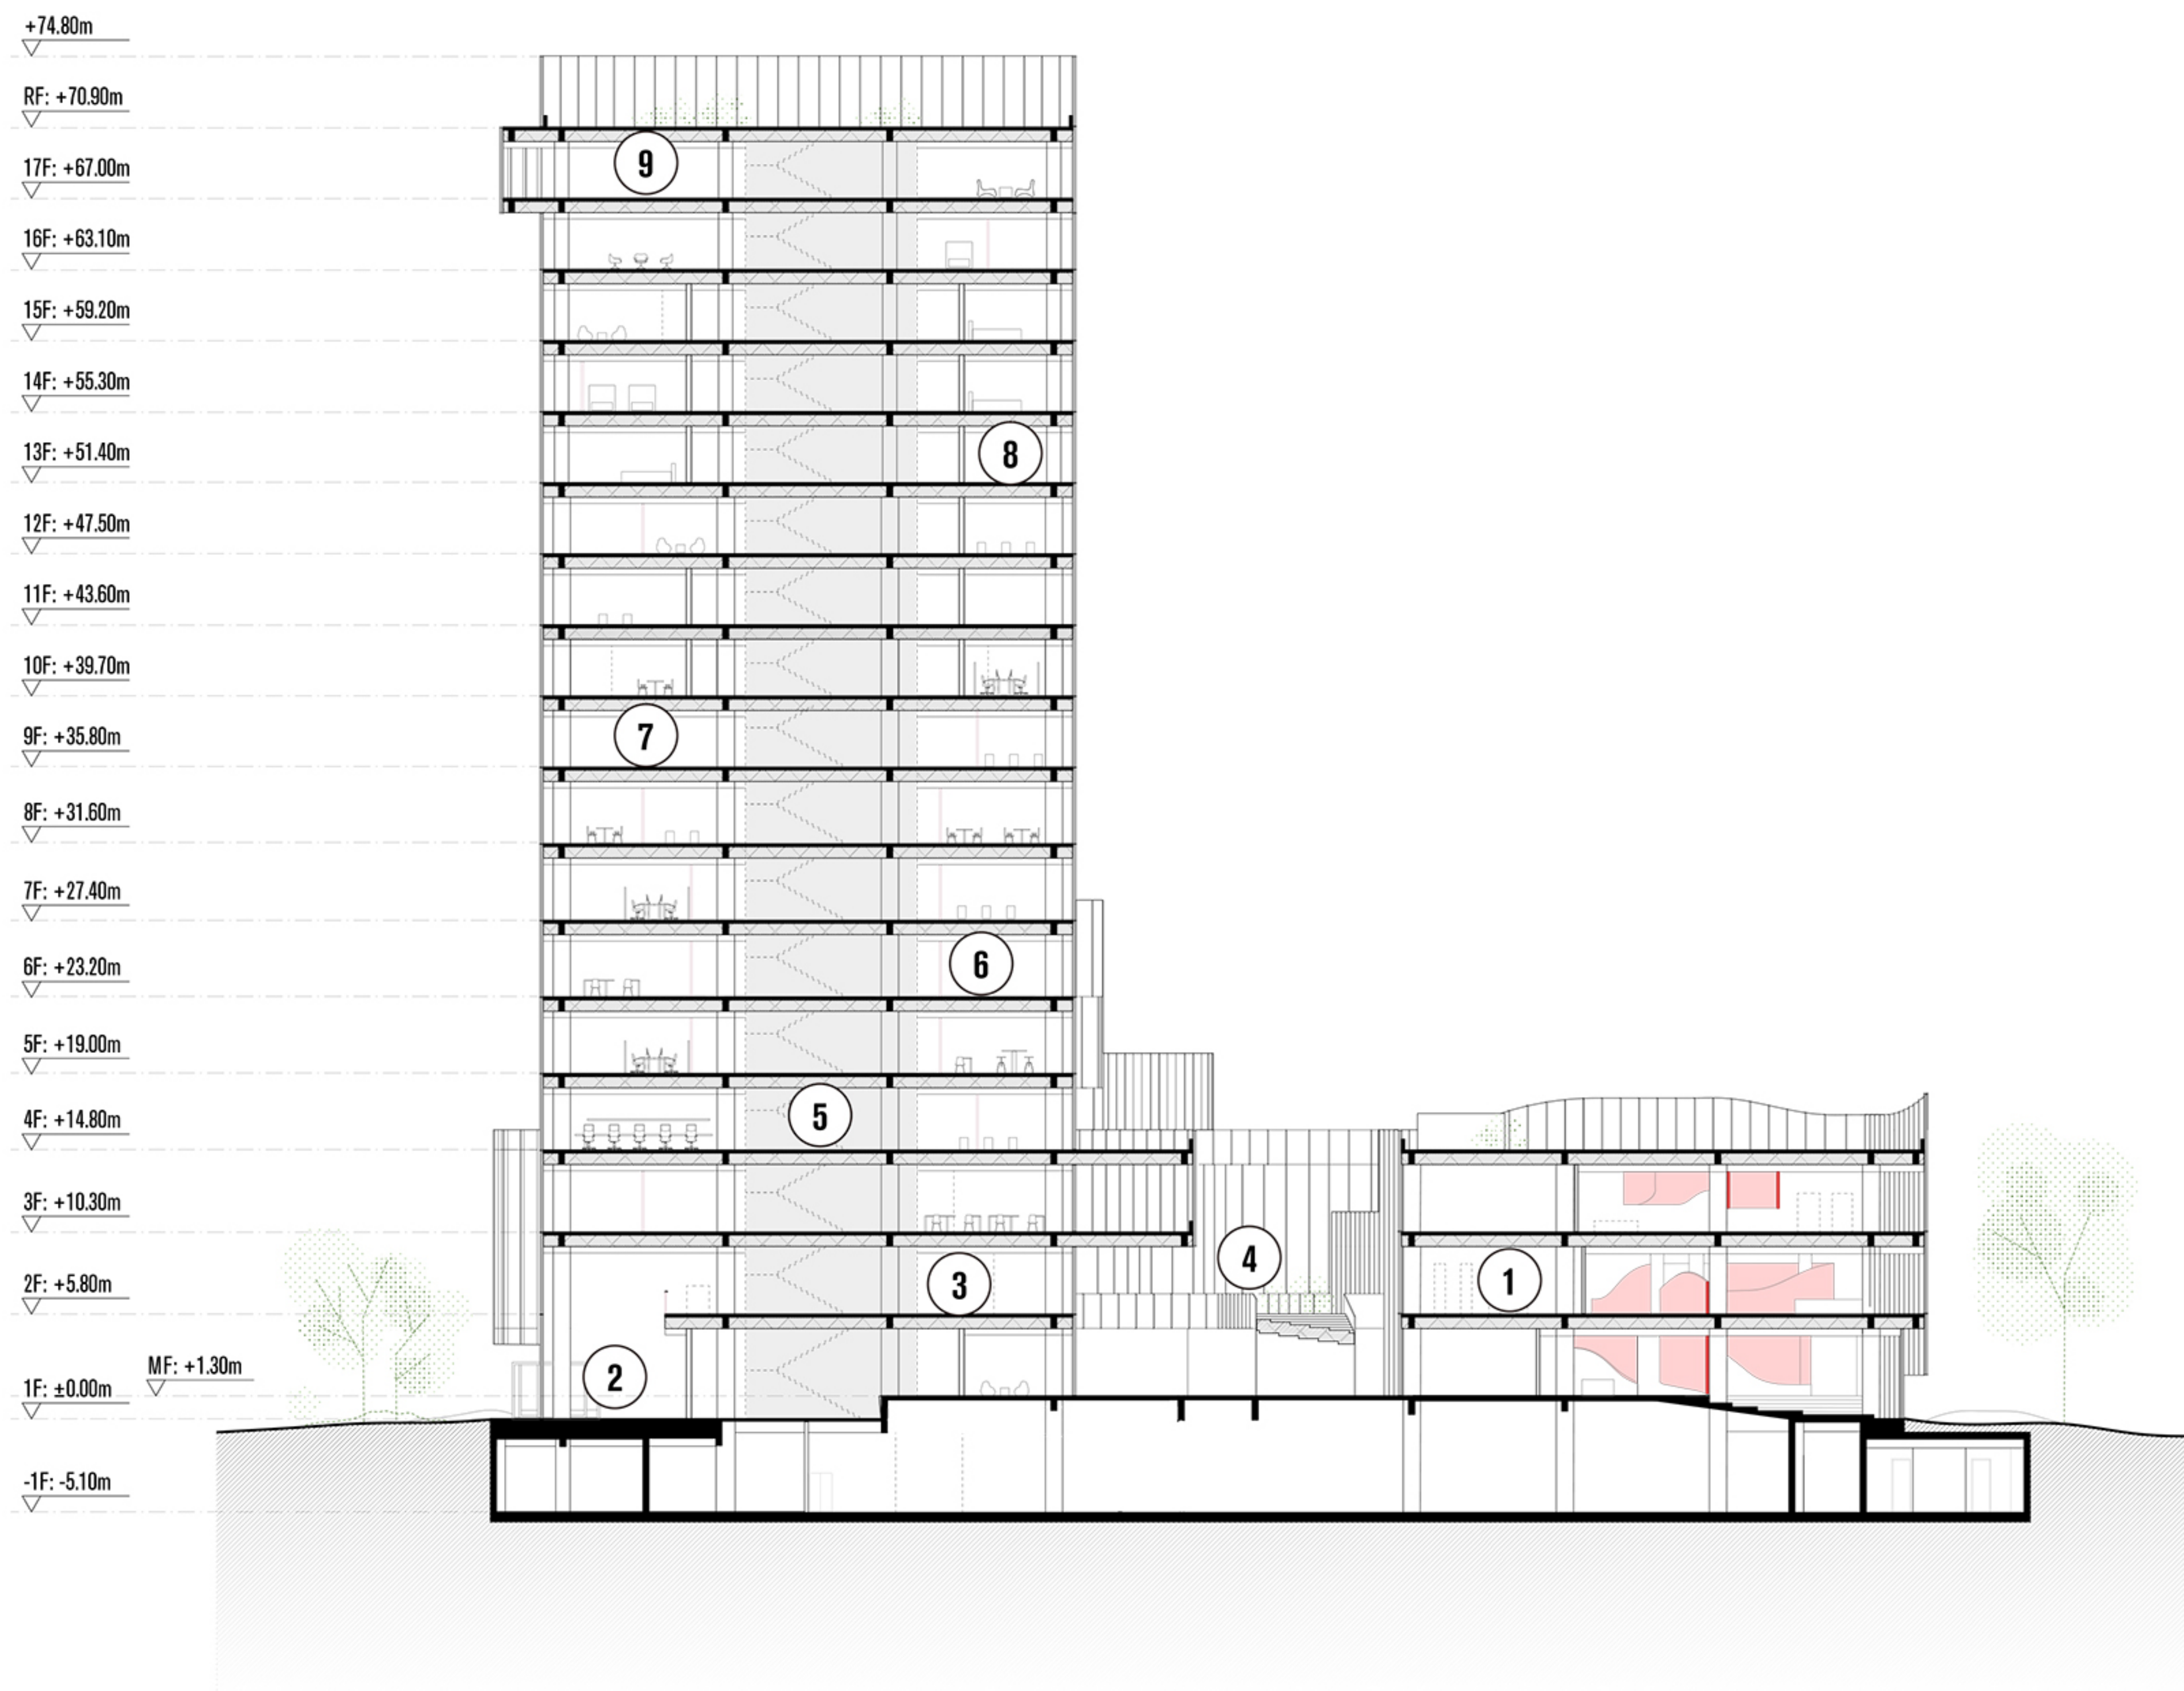 +74.80m
RF: +70.90m
9
17F: +67.00m
16F: +63.10m
15F: +59.20m
14F: +55.30m
13F: +51.40m
8
12F: +47.50m
11F: +43.60m
10F: +39.70m
7
9F: +35.80m
8F: +31.60m
7F: +27.40m
6
6F: +23.20m
5F: +19.00m
5
4F: +14.80m
3F: +10.30m
4
3
1
2F: +5.80m
MF: +1.30m
2
1F: ±0.00m
-1F: -5.10m